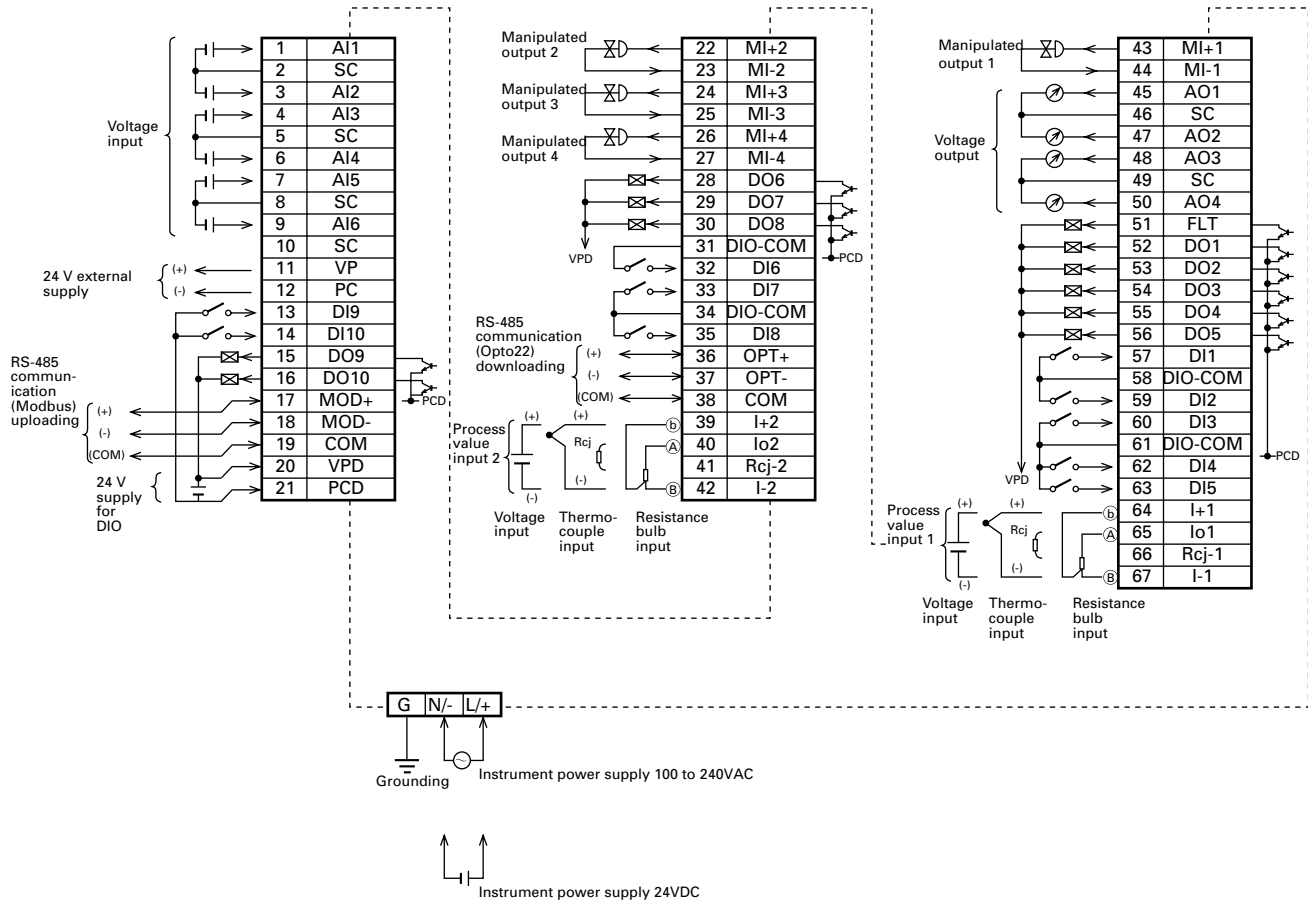 Voltage
input
24 V external
supply
(+)
(-)
RS-485
commun-
ication
(Modbus)
uploading
(+)
(-)
(COM)
24 V
supply
for
DIO
1 AI1
2 SC
3 AI2
4 AI3
5 SC
6 AI4
7 AI5
8 SC
9 AI6
10 SC
11 VP
12 PC
13 DI9
14 DI10
15 DO9
16 DO10
17 MOD+
18 MOD-
19 COM
20 VPD
21 PCD
PCD
Manipulated
output 2
Manipulated
output 3
Manipulated
output 4
VPD
RS-485
communication
(Opto22)
downloading
(+)
(-)
(COM)
Process
value
input 2
(+)
(-)
(+)
Rcj
(-)
b
A
B
Voltage
input
Thermo-
couple
input
Resistance
bulb
input
22 MI+2
23 MI-2
24 MI+3
25 MI-3
26 MI+4
27 MI-4
28 DO6
29 DO7
30 DO8
31 DIO-COM
32 DI6
33 DI7
34 DIO-COM
35 DI8
36 OPT+
37 OPT-
38 COM
39 I+2
40 Io2
41 Rcj-2
42 I-2
PCD
Manipulated
output 1
Voltage
output
VPD
Process
value
input 1
(+)
(-)
(+)
Rcj
(-)
b
A
B
Voltage
input
Thermo-
couple
input
Resistance
bulb
input
43 MI+1
44 MI-1
45 AO1
46 SC
47 AO2
48 AO3
49 SC
50 AO4
51 FLT
52 DO1
53 DO2
54 DO3
55 DO4
56 DO5
57 DI1
58 DIO-COM
59 DI2
60 DI3
61 DIO-COM
62 DI4
63 DI5
64 I+1
65 Io1
66 Rcj-1
67 I-1
PCD
G N/- L/+
Grounding
Instrument power supply 100 to 240VAC
Instrument power supply 24VDC